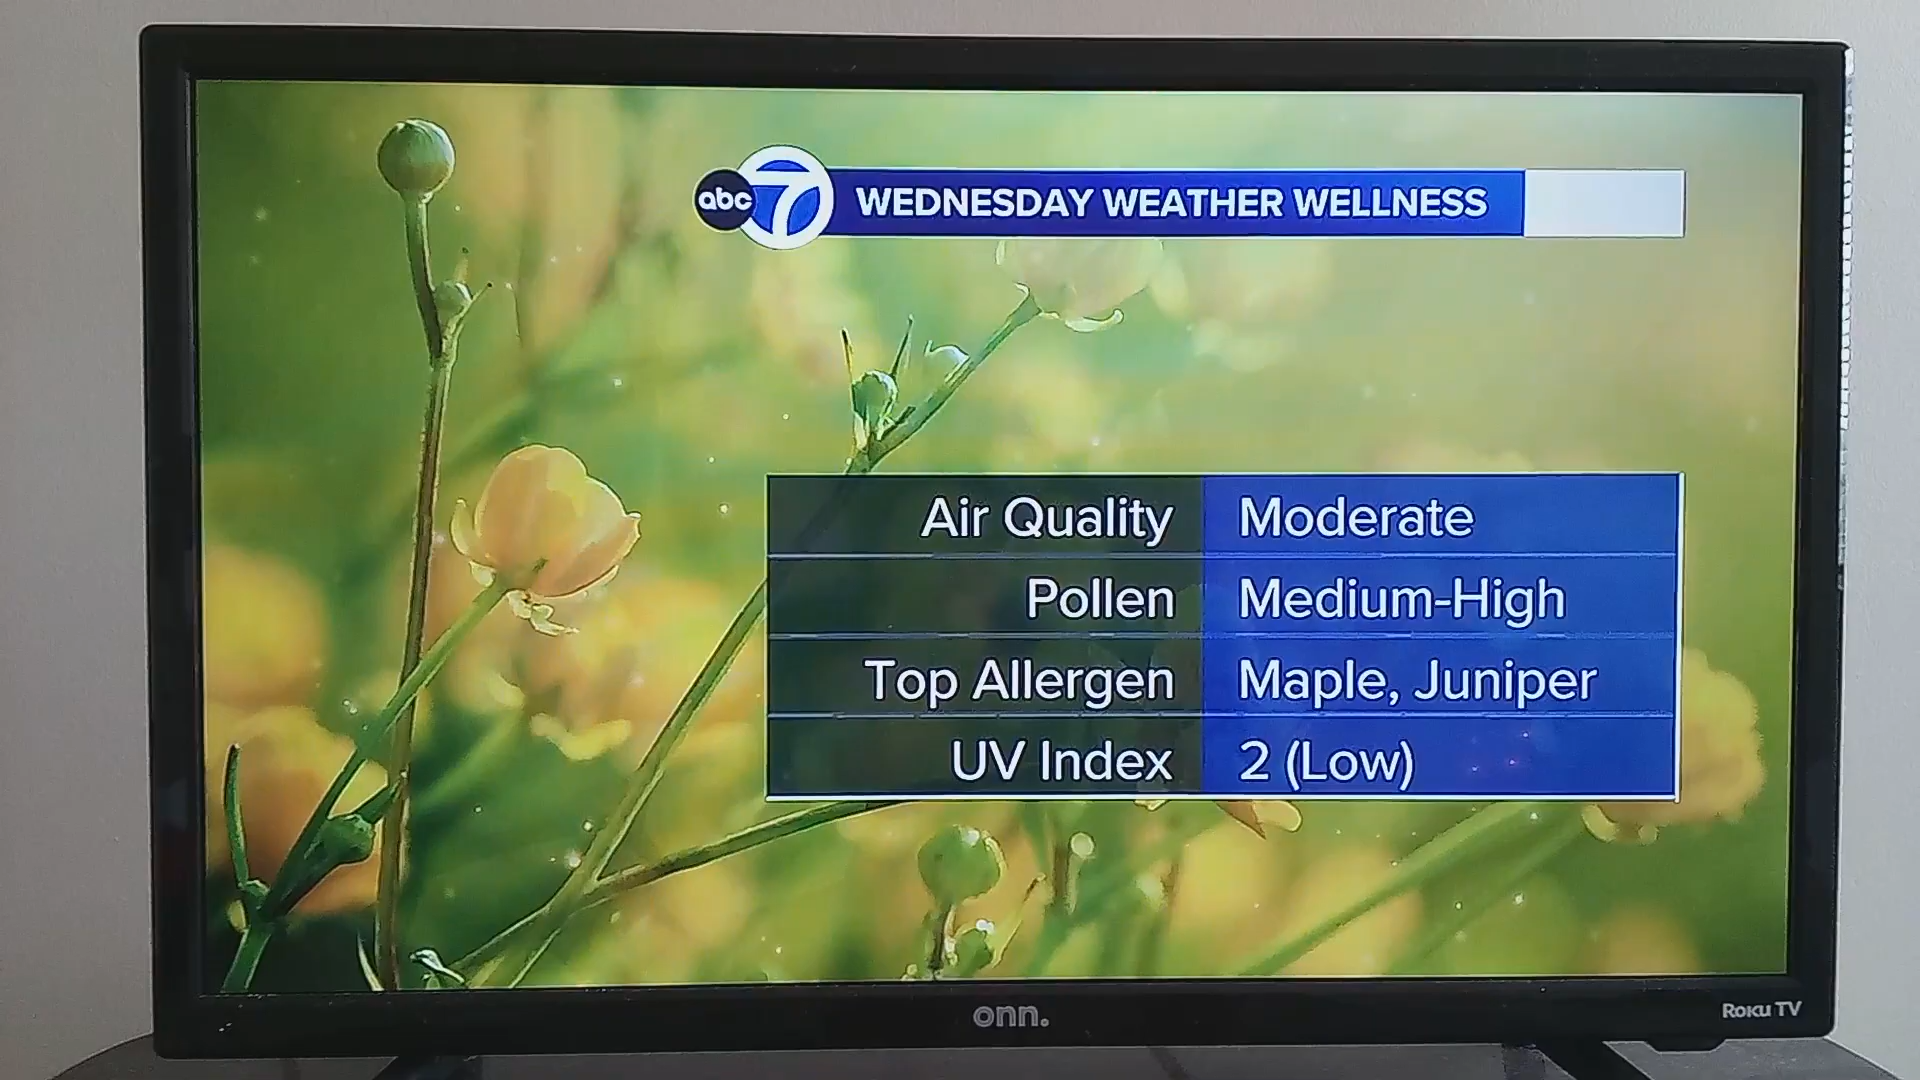 abc 7 WEDNESDAY WEATHER WELLNESS
Air Quality Moderate
Pollen Medium-High
Top Allergen Maple, Juniper
UV Index 2 (Low)
onn.
Roku TV